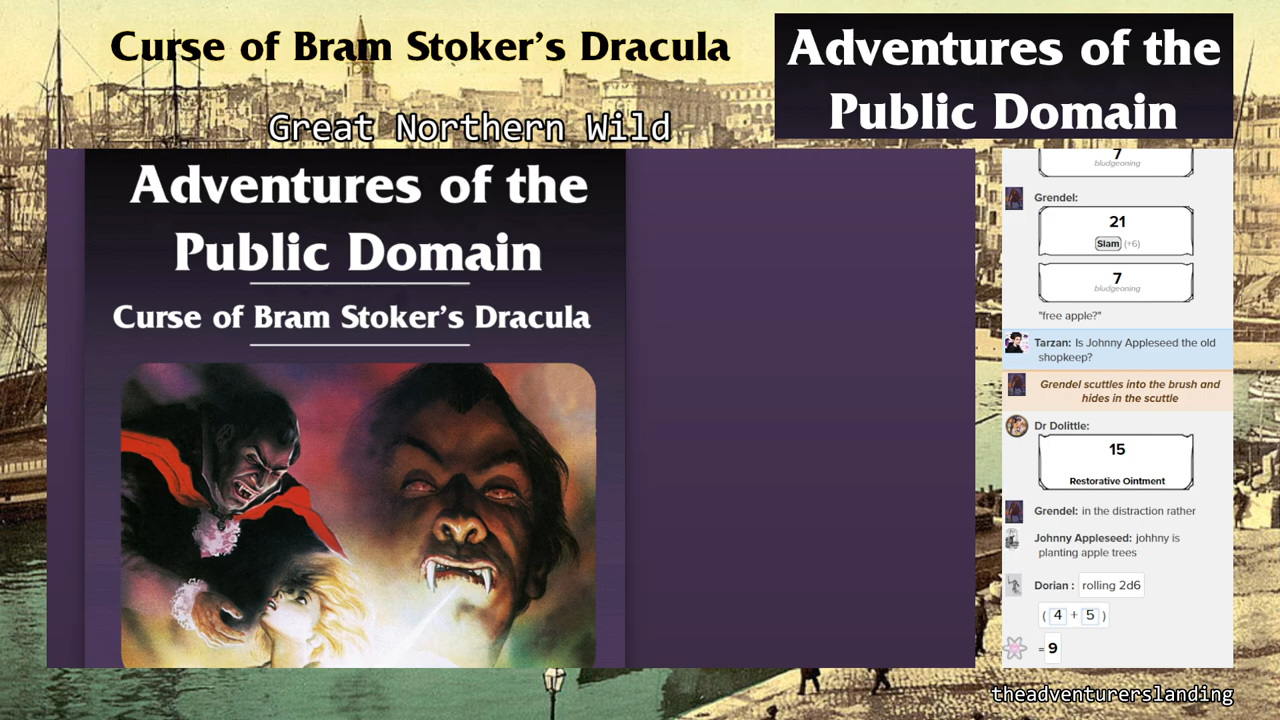 Curse of Bram Stoker's Dracula
Great Northern Wild
Adventures of the
Public Domain
Adventures of the
Public Domain
Curse of Bram Stoker's Dracula
7
bludgeoning
Grendel:
21
Slam (+6)
7
bludgeoning
"free apple?"
Tarzan: Is Johnny Appleseed the old
shopkeep?
Grendel scuttles into the brush and
hides in the scuttle
Dr Dolittle:
15
Restorative Ointment
Grendel: in the distraction rather
Johnny Appleseed: johhny is
planting apple trees
Dorian : rolling 2d6
( 4 + 5 )
= 9
theadventurerslanding